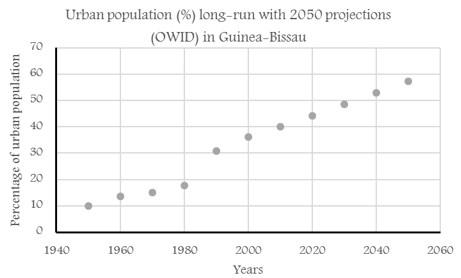 Urban population (%) long-run with 2050 projections
(OWID) in Guinea-Bissau
Percentage of urban population
70
60
50
40
30
20
10
0
1940 1960 1980 2000 2020 2040 2060
Years